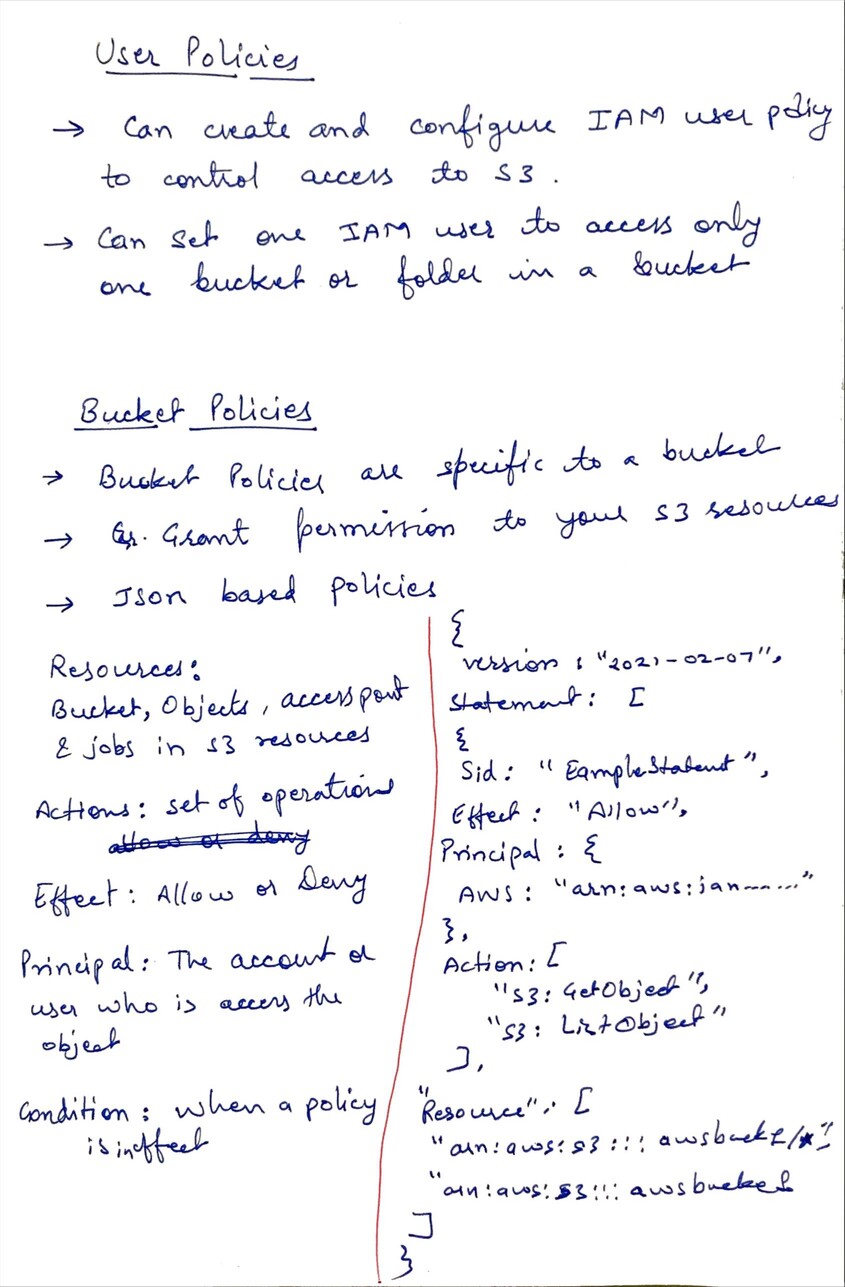 User Policies
→ Can create and configure IAM user policy
to control access to S3.
→ Can set one IAM user to access only
one bucket or folder in a bucket
Bucket Policies
→ Bucket Policies are specific to a bucket
→ Grant permission to your S3 resources
→ Json based policies
Resources:
Bucket, Objects, access point
& jobs in S3 resources
Actions: set of operations
allow or deny
Effect: Allow or Deny
Principal: The account or
user who is access the
object
Condition: when a policy
is in effect
{
version : "2021-02-07",
Statement: [
{
Sid: "EampleStatent",
Effect: "Allow",
Principal: {
AWS: "arn:aws:ian-----..."
},
Action: [
"s3: GetObject",
"s3: ListObject"
],
"Resource": [
"arn:aws:s3::: awsbucket/*"
"arn:aws:s3::: awsbucket
]
}